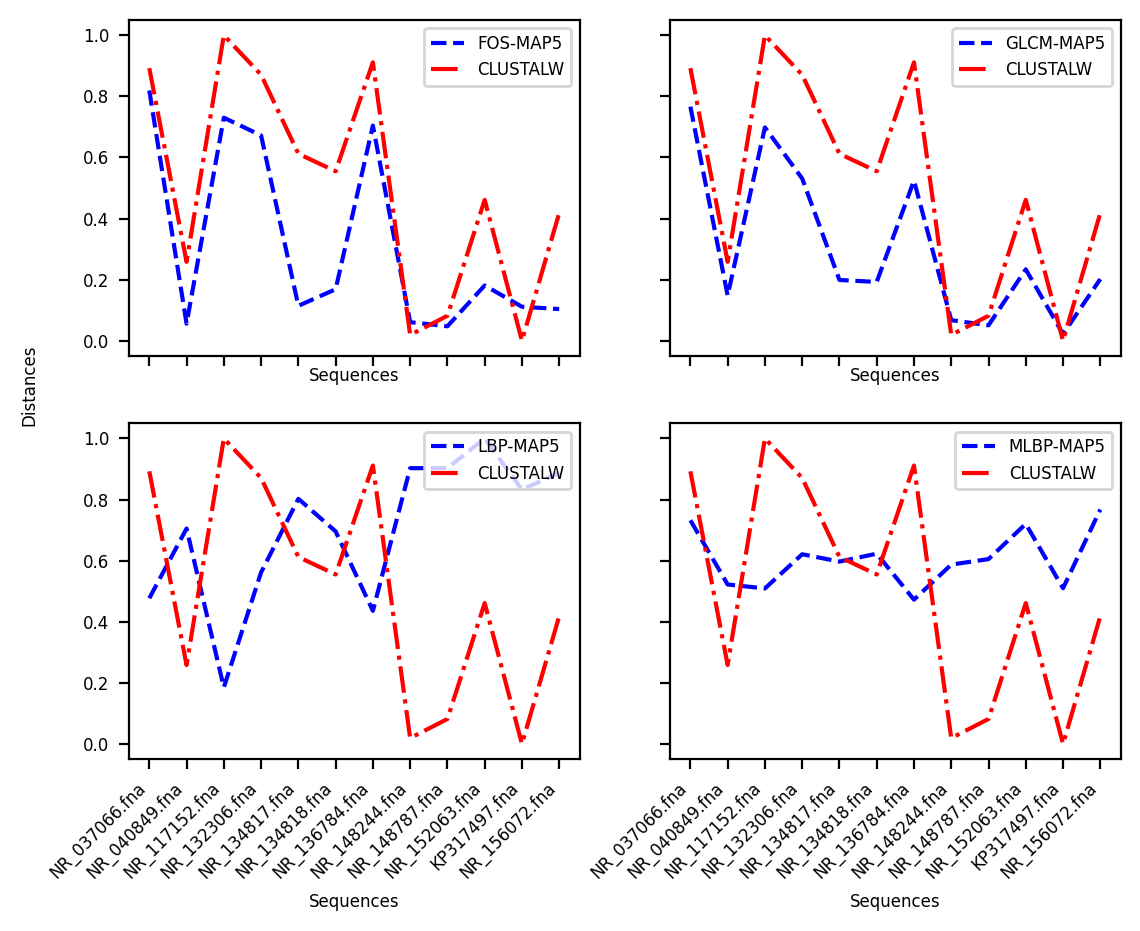 FOS-MAP5
CLUSTALW
1.0
0.8
0.6
0.4
0.2
0.0
Sequences
GLCM-MAP5
CLUSTALW
Sequences
Distances
LBP-MAP5
CLUSTALW
1.0
0.8
0.6
0.4
0.2
0.0
NR_037066.fna
NR_040849.fna
NR_117152.fna
NR_132306.fna
NR_134817.fna
NR_134818.fna
NR_136784.fna
NR_148244.fna
NR_148787.fna
NR_152063.fna
KP317497.fna
NR_156072.fna
Sequences
MLBP-MAP5
CLUSTALW
NR_037066.fna
NR_040849.fna
NR_117152.fna
NR_132306.fna
NR_134817.fna
NR_134818.fna
NR_136784.fna
NR_148244.fna
NR_148787.fna
NR_152063.fna
KP317497.fna
NR_156072.fna
Sequences